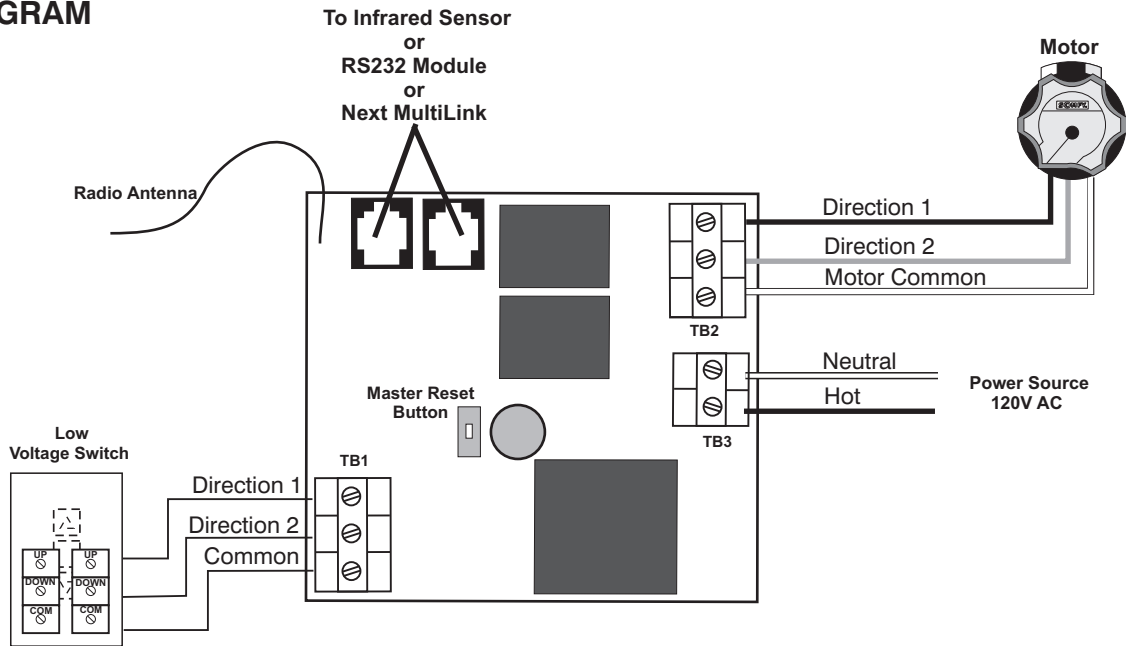 GRAM
To Infrared Sensor
or
RS232 Module
or
Next MultiLink
Motor
SOMFY.
Radio Antenna
Direction 1
Direction 2
Motor Common
TB2
Neutral
Hot
Power Source
120V AC
TB3
Master Reset
Button
Low
Voltage Switch
TB1
Direction 1
Direction 2
Common
UP UP
DOWN DOWN
COM COM